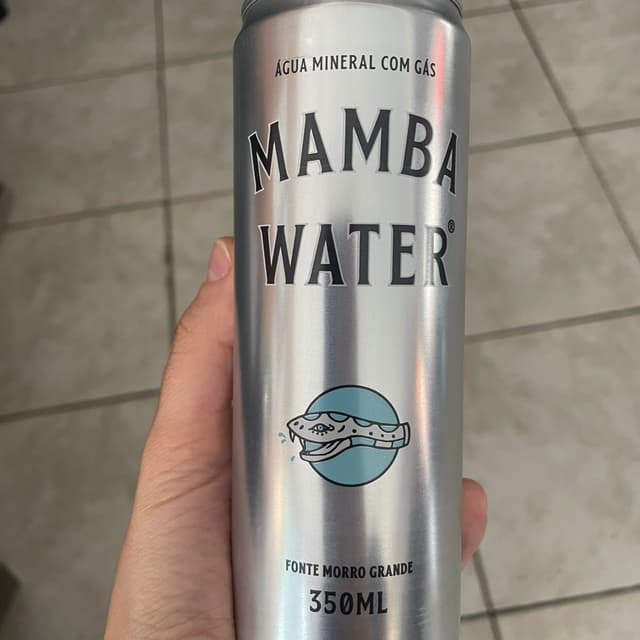 ÁGUA MINERAL COM GÁS
MAMBA
WATER®
FONTE MORRO GRANDE
350ML